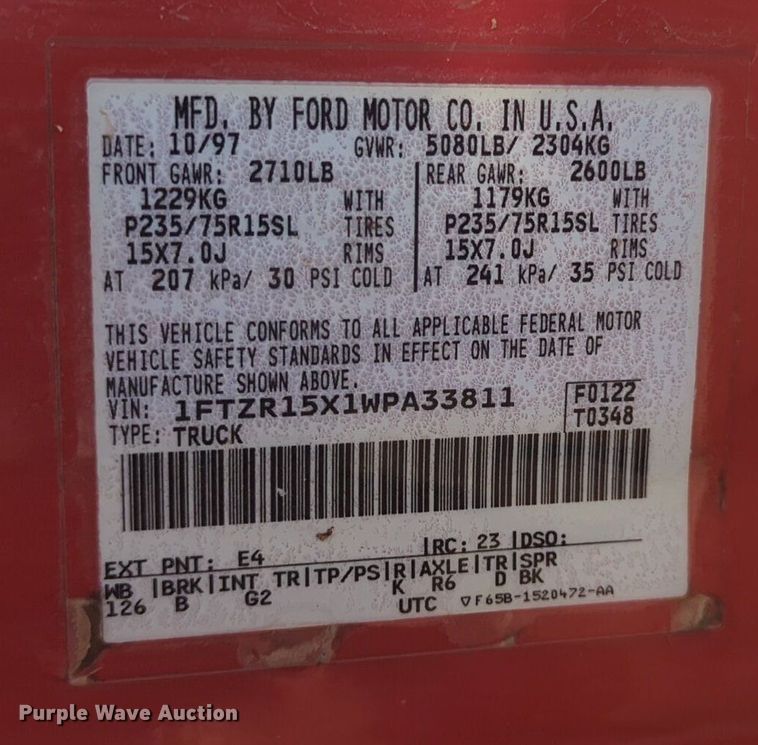 MFD. BY FORD MOTOR CO. IN U.S.A.
DATE: 10/97 GVWR: 5080LB/ 2304KG
FRONT GAWR: 2710LB REAR GAWR: 2600LB
1229KG WITH 1179KG WITH
P235/75R15SL TIRES P235/75R15SL TIRES
15X7.0J RIMS 15X7.0J RIMS
AT 207 kPa/ 30 PSI COLD AT 241 kPa/ 35 PSI COLD
THIS VEHICLE CONFORMS TO ALL APPLICABLE FEDERAL MOTOR
VEHICLE SAFETY STANDARDS IN EFFECT ON THE DATE OF
MANUFACTURE SHOWN ABOVE.
VIN: 1FTZR15X1WPA33811 F0122
TYPE: TRUCK T0348
EXT PNT: E4 |RC: 23 |DSO:
WB |BRK|INT TR|TP/PS|R|AXLE|TR|SPR
126 B G2 K R6 D BK
UTC ▽F65B-1520472-AA
Purple Wave Auction